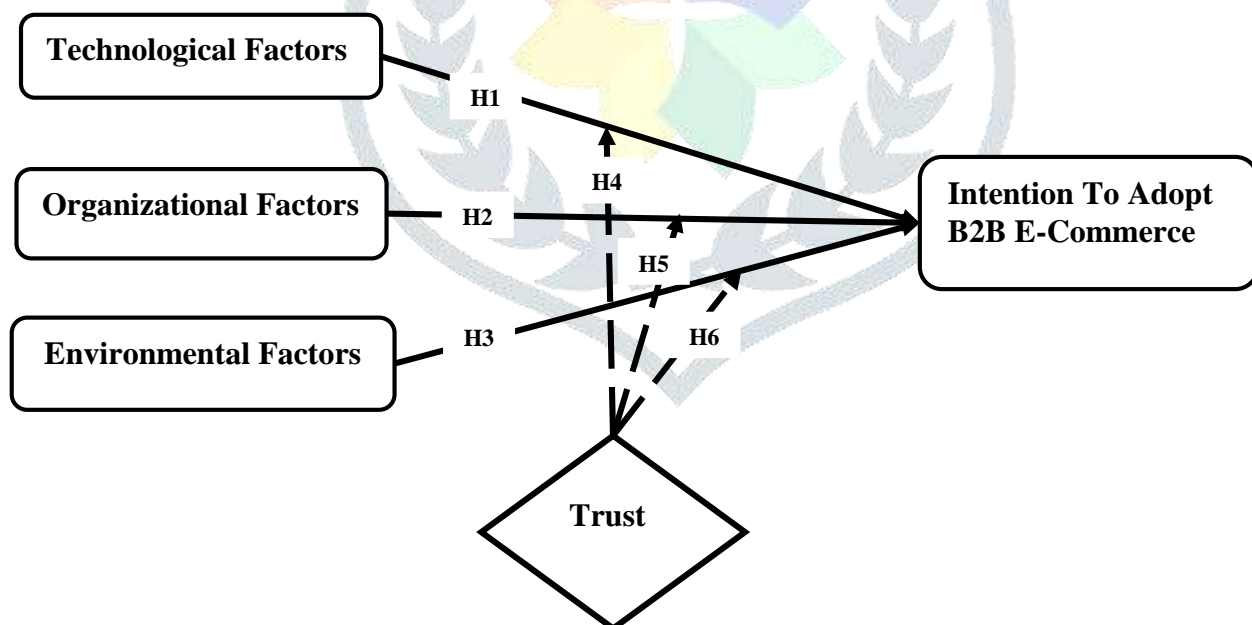 Technological Factors
H1
H4
Organizational Factors
H2
Intention To Adopt
B2B E-Commerce
H5
Environmental Factors
H3
H6
Trust